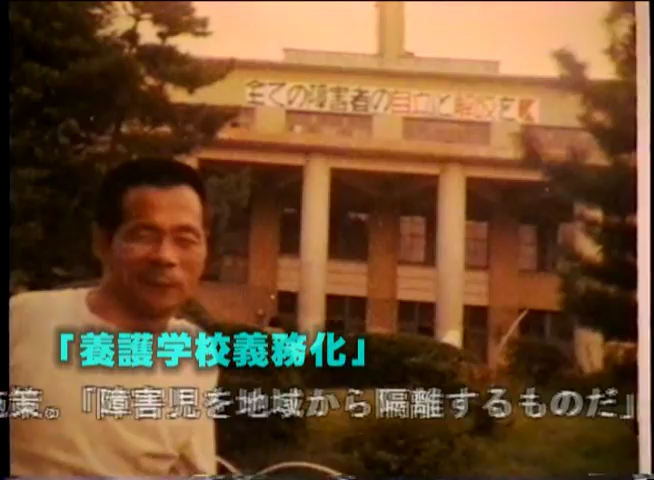 全ての障害者の自立と解放を
「養護学校義務化」
策。「障害児を地域から隔離するものだ」